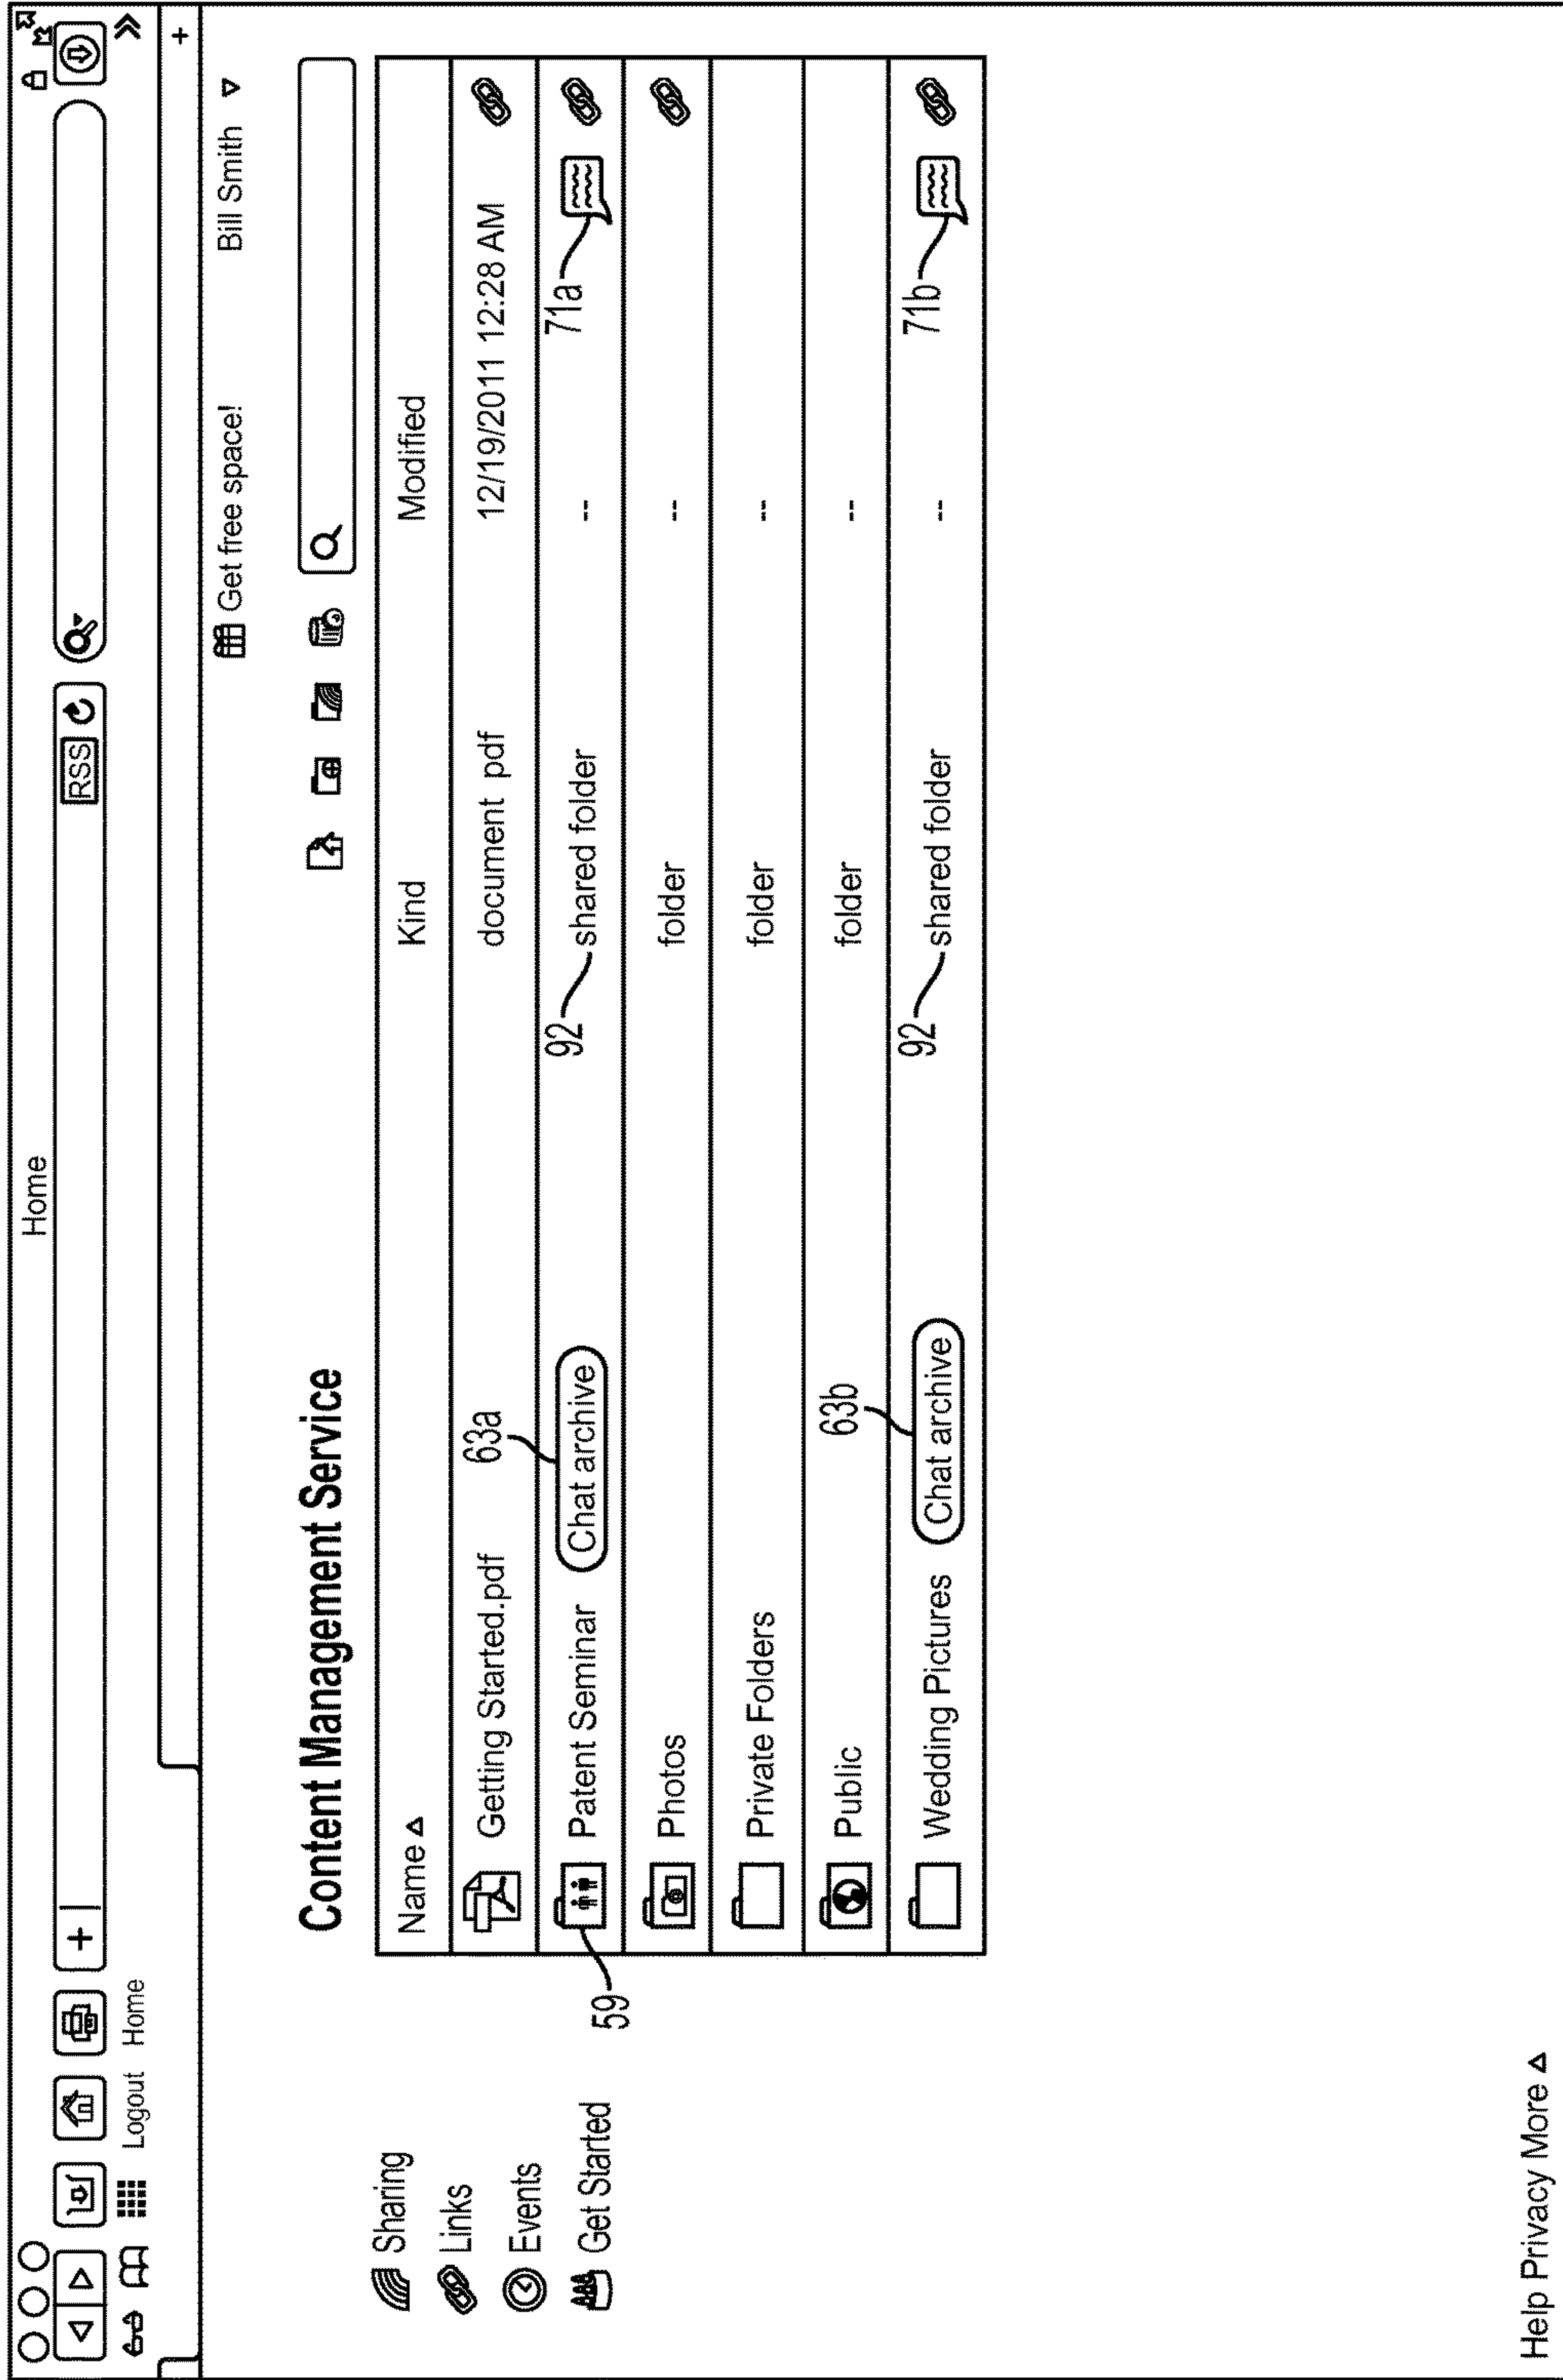 Home
RSS
Logout Home
+
Get free space! Bill Smith
Content Management Service
Name Kind Modified
Getting Started.pdf document pdf 12/19/2011 12:28 AM
63a
Patent Seminar Chat archive 92 shared folder -- 71a
59
Photos folder --
Private Folders folder --
Public folder --
63b
Wedding Pictures Chat archive 92 shared folder -- 71b
Sharing
Links
Events
Get Started
Help Privacy More